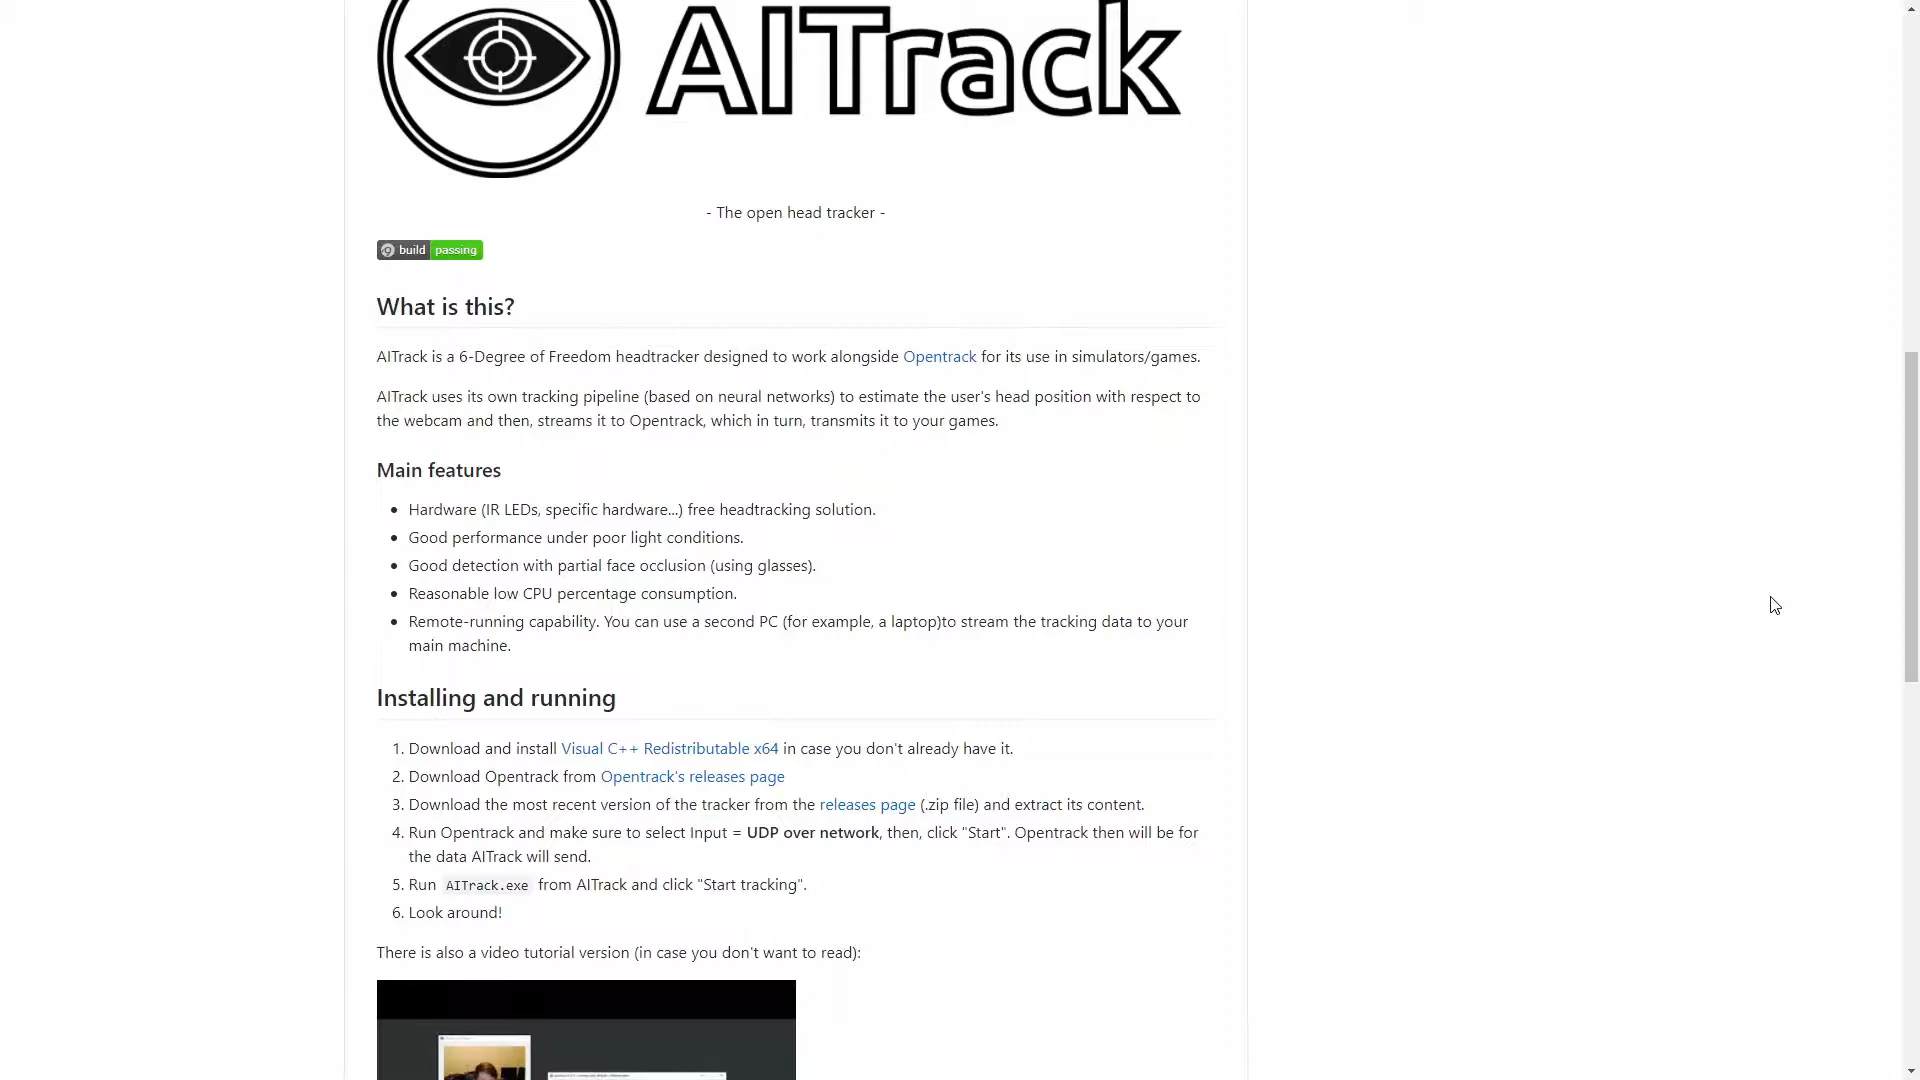 AITrack
- The open head tracker -
build passing
What is this?
AITrack is a 6-Degree of Freedom headtracker designed to work alongside Opentrack for its use in simulators/games.
AITrack uses its own tracking pipeline (based on neural networks) to estimate the user's head position with respect to
the webcam and then, streams it to Opentrack, which in turn, transmits it to your games.
Main features
• Hardware (IR LEDs, specific hardware...) free headtracking solution.
• Good performance under poor light conditions.
• Good detection with partial face occlusion (using glasses).
• Reasonable low CPU percentage consumption.
• Remote-running capability. You can use a second PC (for example, a laptop)to stream the tracking data to your
main machine.
Installing and running
1. Download and install Visual C++ Redistributable x64 in case you don't already have it.
2. Download Opentrack from Opentrack's releases page
3. Download the most recent version of the tracker from the releases page (.zip file) and extract its content.
4. Run Opentrack and make sure to select Input = UDP over network, then, click "Start". Opentrack then will be for
the data AITrack will send.
5. Run AITrack.exe from AITrack and click "Start tracking".
6. Look around!
There is also a video tutorial version (in case you don't want to read):